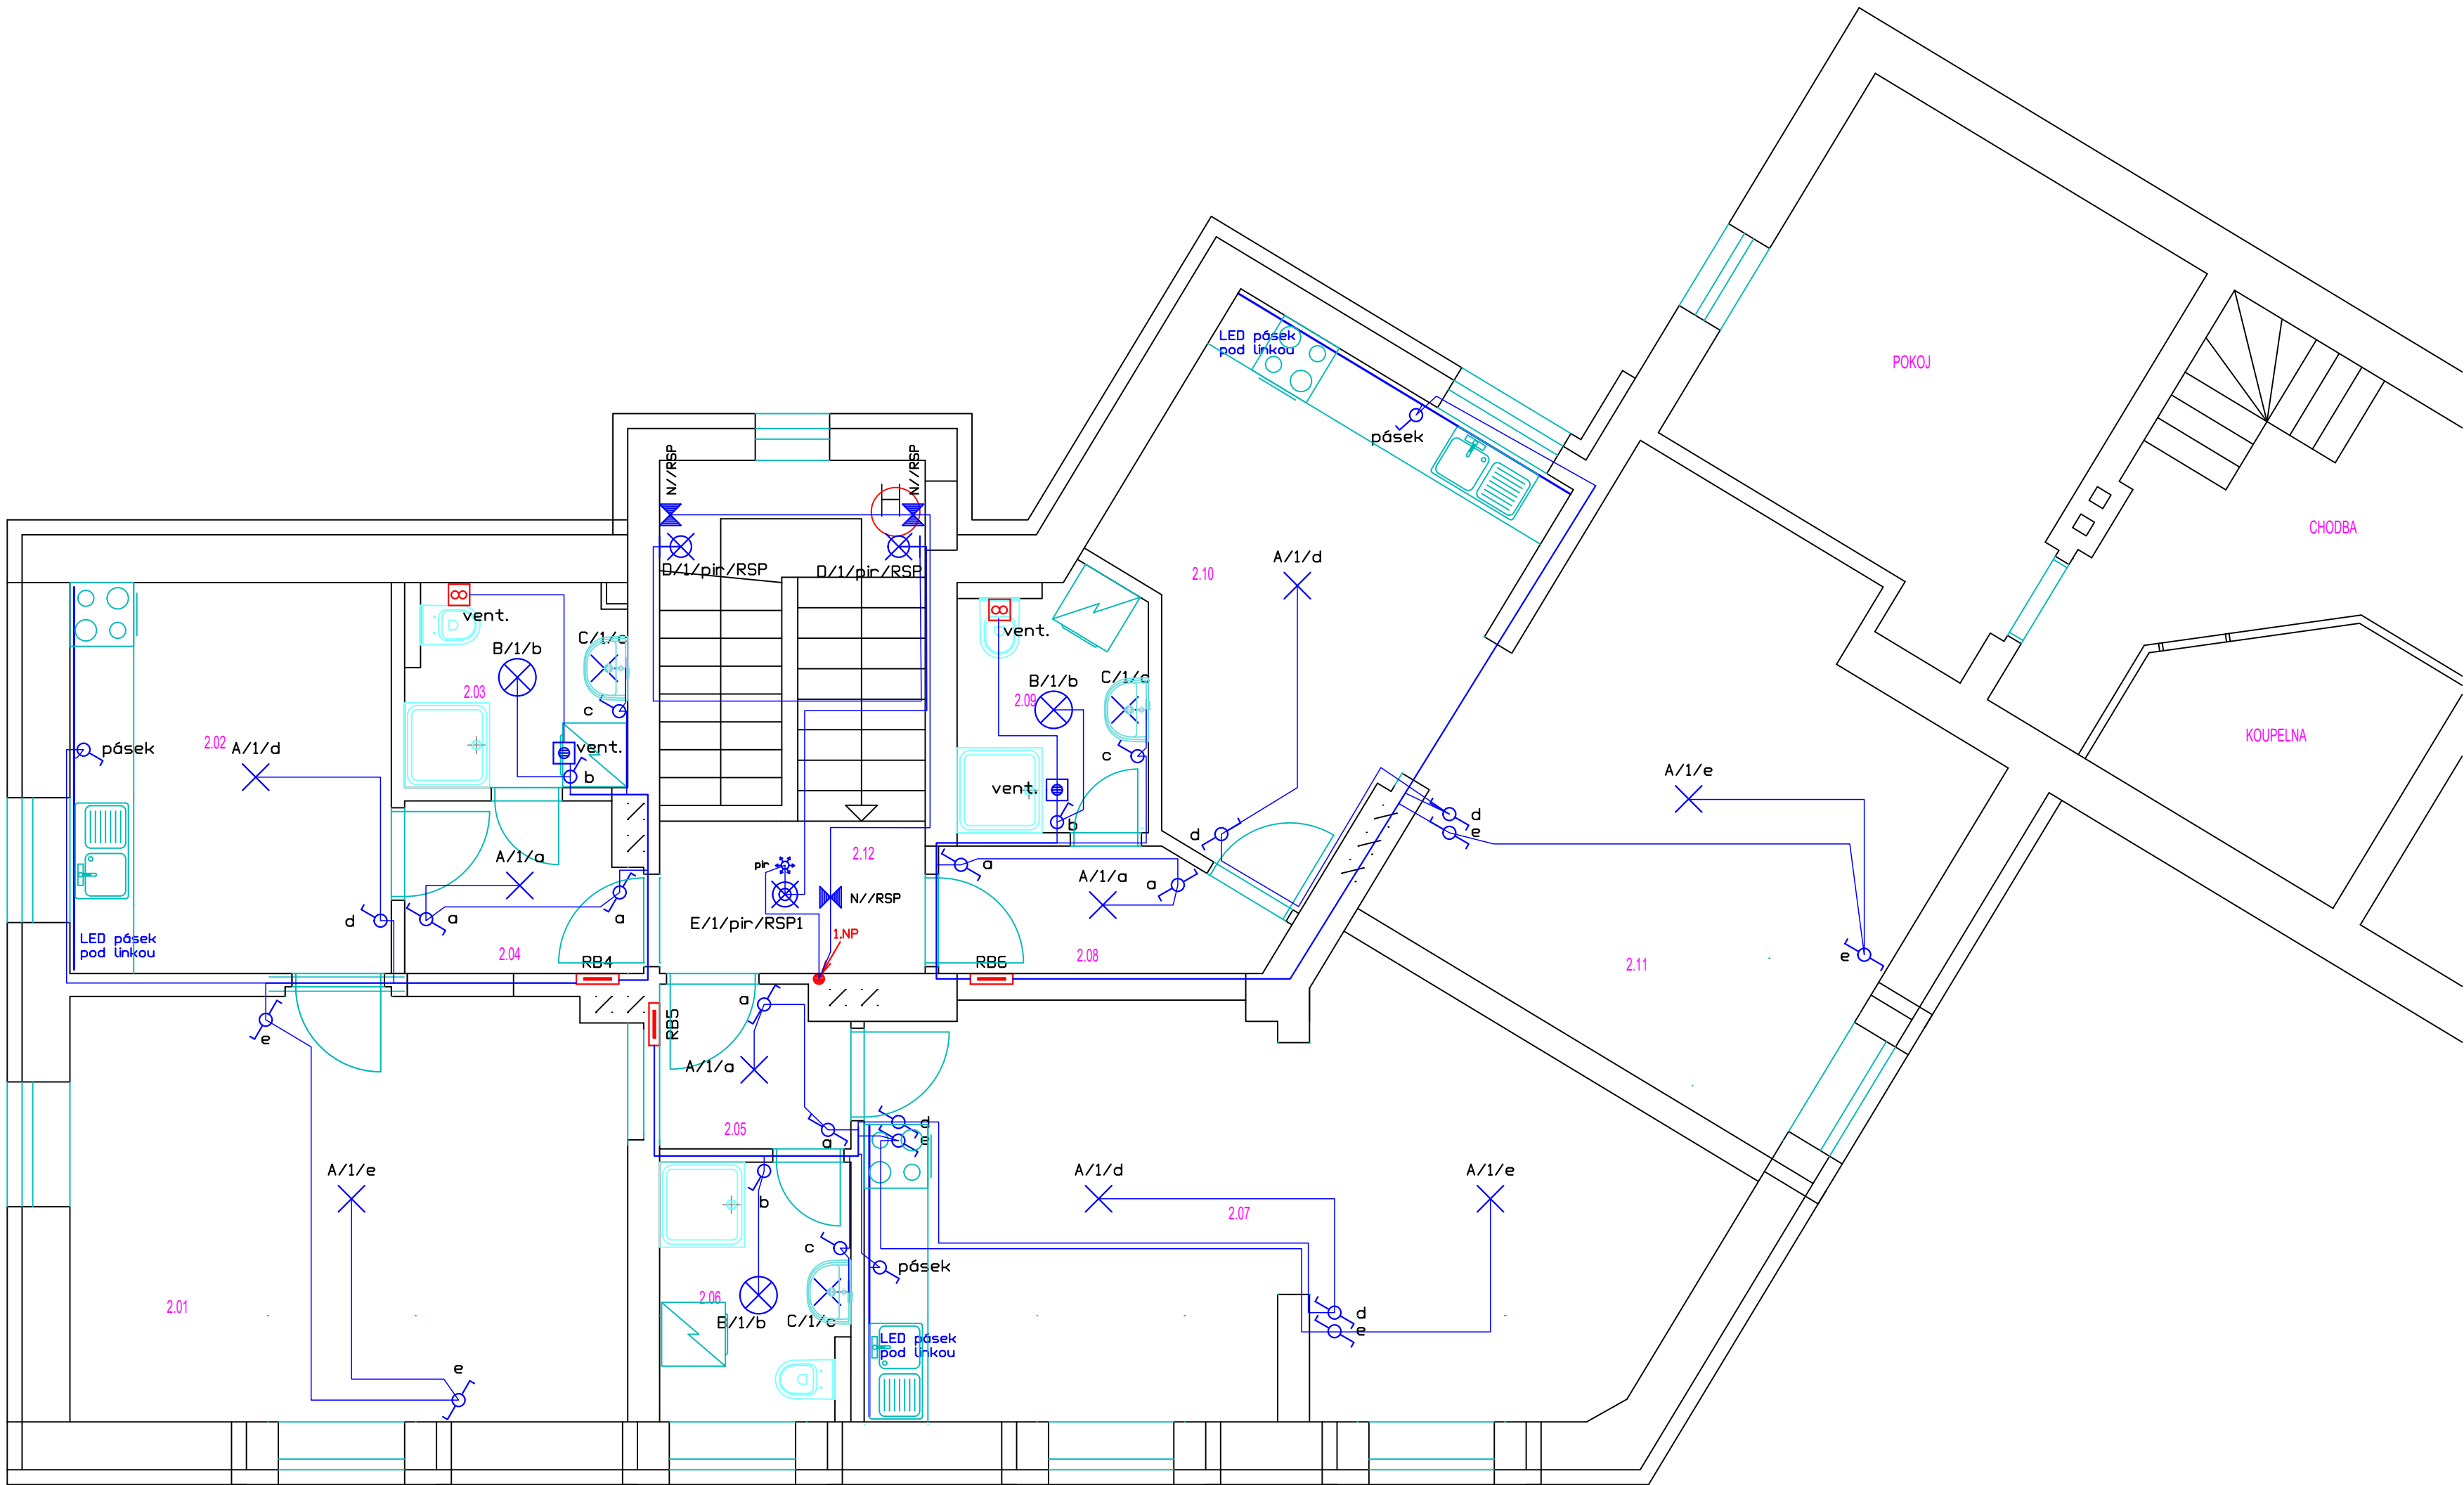 POKOJ
CHODBA
KOUPELNA
LED pásek
pod linkou
pásek
2.10
A/1/d
N//RSP
N//RSP
D/1/pir/RSP
D/1/pir/RSP
vent.
B/1/b
C/1/c
2.03
c
vent.
b
2.02
A/1/d
pásek
vent.
B/1/b
C/1/c
2.09
c
vent.
b
d
A/1/e
d
e
e
2.11
A/1/a
a
a
d
LED pásek
pod linkou
2.04
RB4
pir
2.12
N//RSP
E/1/pir/RSP1
1.NP
a
A/1/a
a
2.08
RB6
e
RB5
a
A/1/a
2.05
a
d
e
A/1/e
2.01
e
b
c
2.06
B/1/b
C/1/c
pásek
LED pásek
pod linkou
A/1/d
2.07
A/1/e
d
e